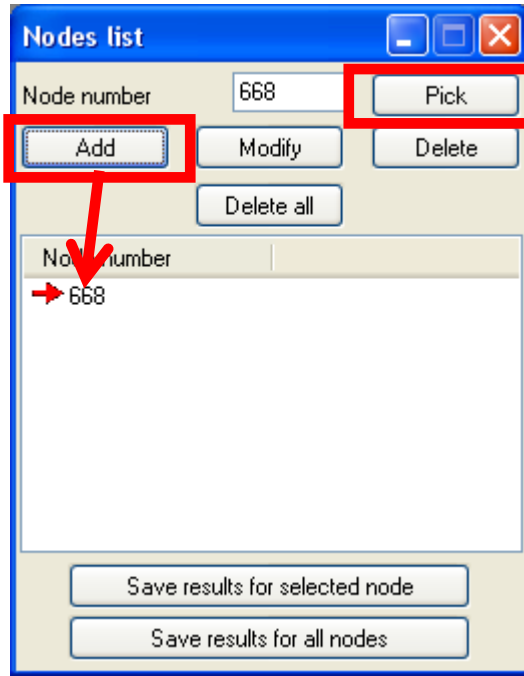 Nodes list
Node number 668 Pick
Add Modify Delete
Delete all
Node number
668
Save results for selected node
Save results for all nodes